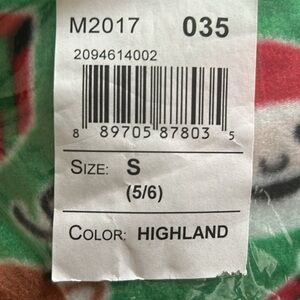 M2017 035
2094614002
8 89705 87803 5
SIZE: S
(5/6)
COLOR: HIGHLAND